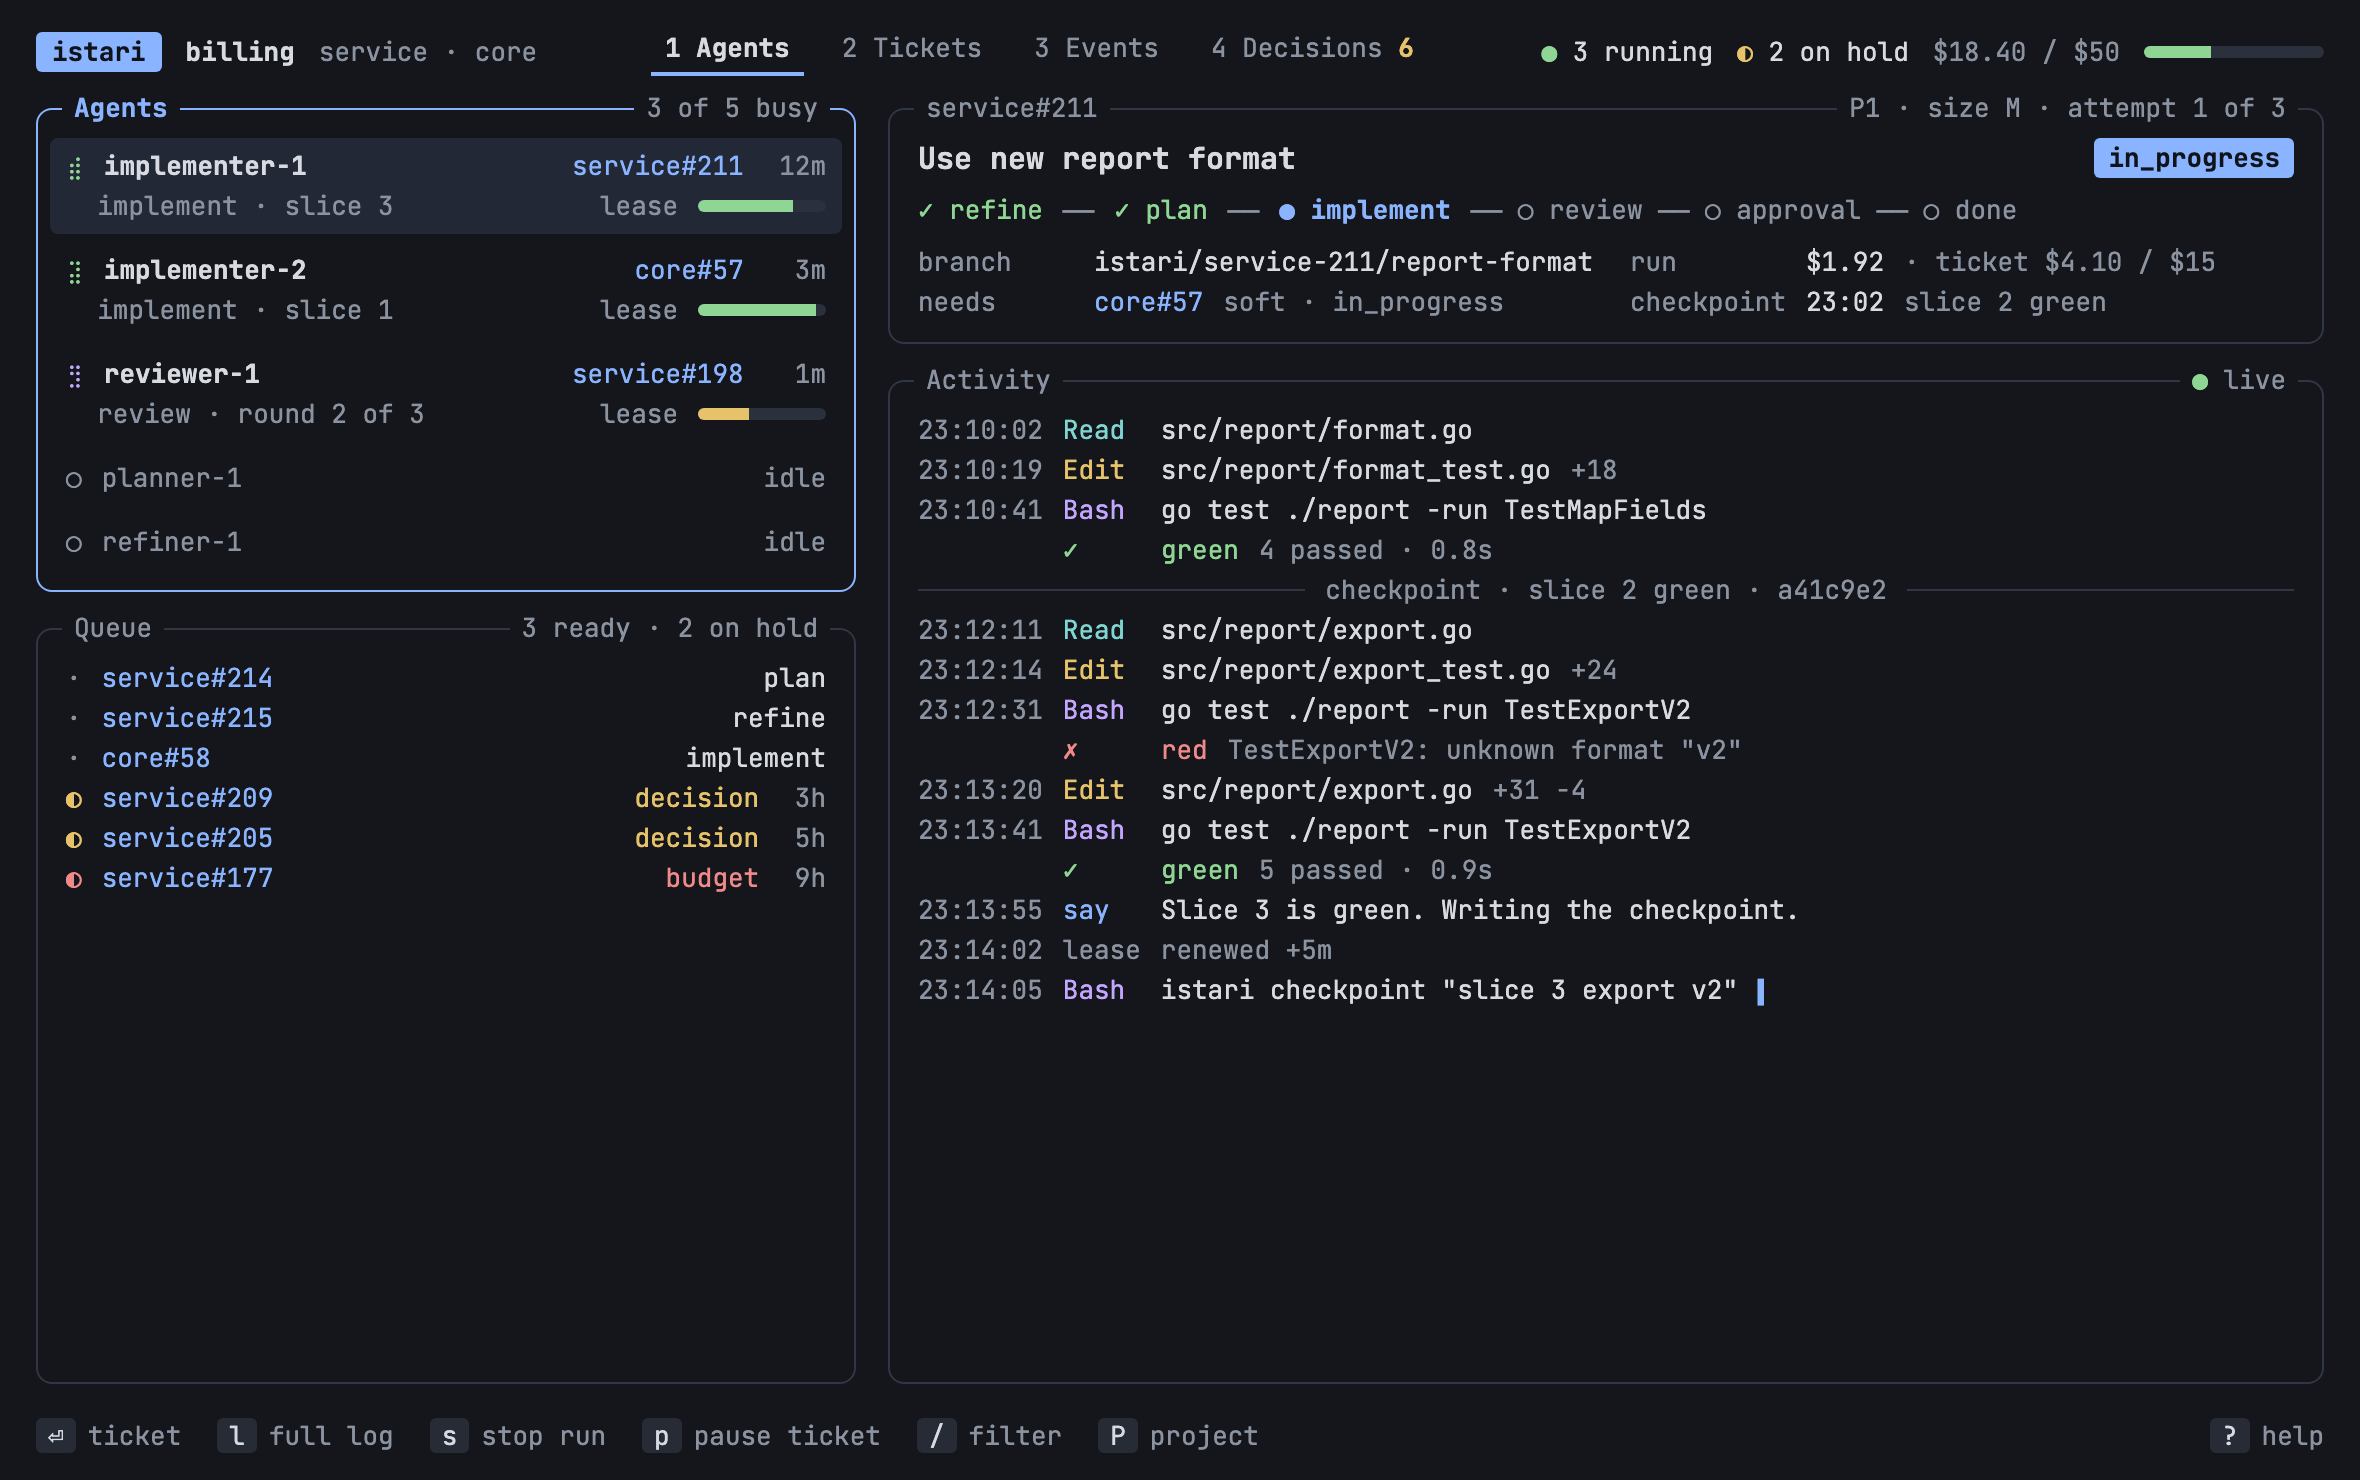 istari billing service · core 1 Agents 2 Tickets 3 Events 4 Decisions 6 ● 3 running ◐ 2 on hold $18.40 / $50
Agents 3 of 5 busy
⣾ implementer-1 service#211 12m
implement · slice 3 lease
⣾ implementer-2 core#57 3m
implement · slice 1 lease
⣾ reviewer-1 service#198 1m
review · round 2 of 3 lease
○ planner-1 idle
○ refiner-1 idle
Queue 3 ready · 2 on hold
· service#214 plan
· service#215 refine
· core#58 implement
◐ service#209 decision 3h
◐ service#205 decision 5h
◐ service#177 budget 9h
service#211 P1 · size M · attempt 1 of 3
Use new report format in_progress
✓ refine — ✓ plan — ● implement — ○ review — ○ approval — ○ done
branch istari/service-211/report-format run $1.92 · ticket $4.10 / $15
needs core#57 soft · in_progress checkpoint 23:02 slice 2 green
Activity ● live
23:10:02 Read src/report/format.go
23:10:19 Edit src/report/format_test.go +18
23:10:41 Bash go test ./report -run TestMapFields
✓ green 4 passed · 0.8s
checkpoint · slice 2 green · a41c9e2
23:12:11 Read src/report/export.go
23:12:14 Edit src/report/export_test.go +24
23:12:31 Bash go test ./report -run TestExportV2
✗ red TestExportV2: unknown format "v2"
23:13:20 Edit src/report/export.go +31 -4
23:13:41 Bash go test ./report -run TestExportV2
✓ green 5 passed · 0.9s
23:13:55 say Slice 3 is green. Writing the checkpoint.
23:14:02 lease renewed +5m
23:14:05 Bash istari checkpoint "slice 3 export v2"
⏎ ticket l full log s stop run p pause ticket / filter P project ? help